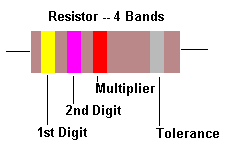 Resistor -- 4 Bands
Multiplier
2nd Digit
1st Digit
Tolerance